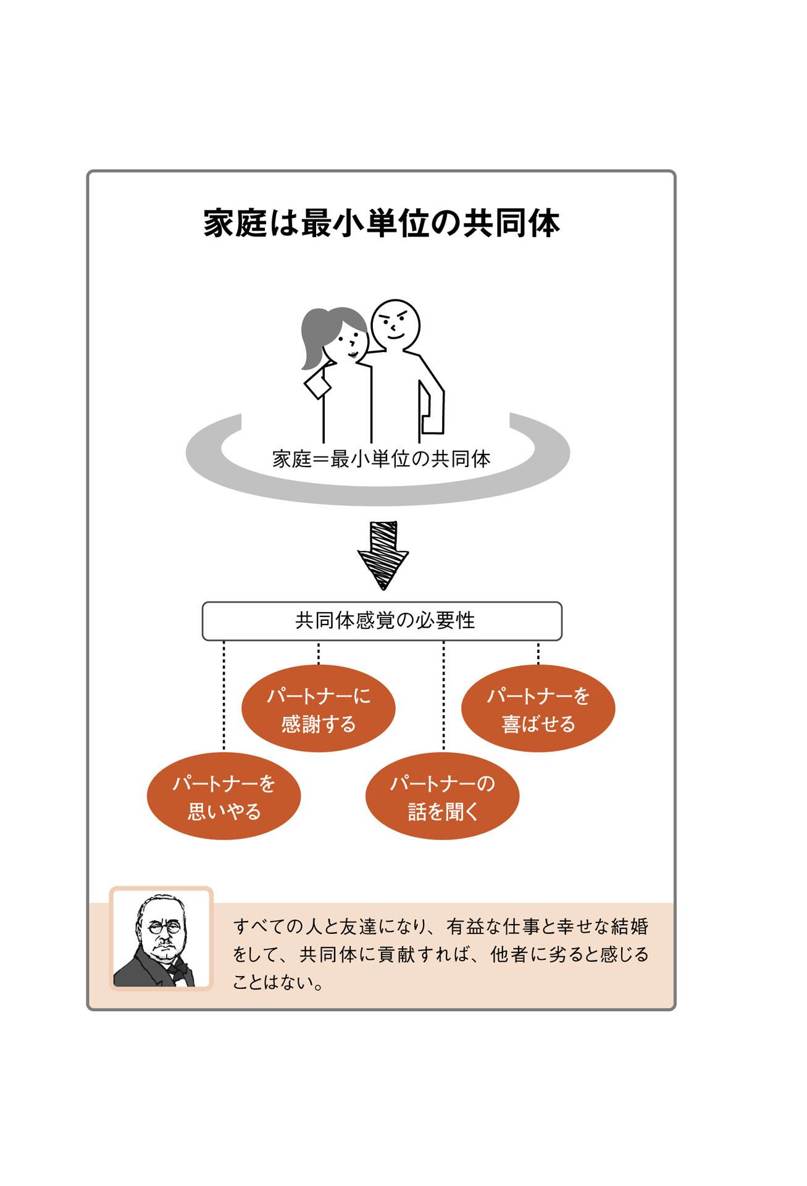 家庭は最小単位の共同体
家庭＝最小単位の共同体
共同体感覚の必要性
パートナーに
感謝する
パートナーを
喜ばせる
パートナーを
思いやる
パートナーの
話を聞く
すべての人と友達になり、有益な仕事と幸せな結婚
をして、共同体に貢献すれば、他者に劣ると感じる
ことはない。